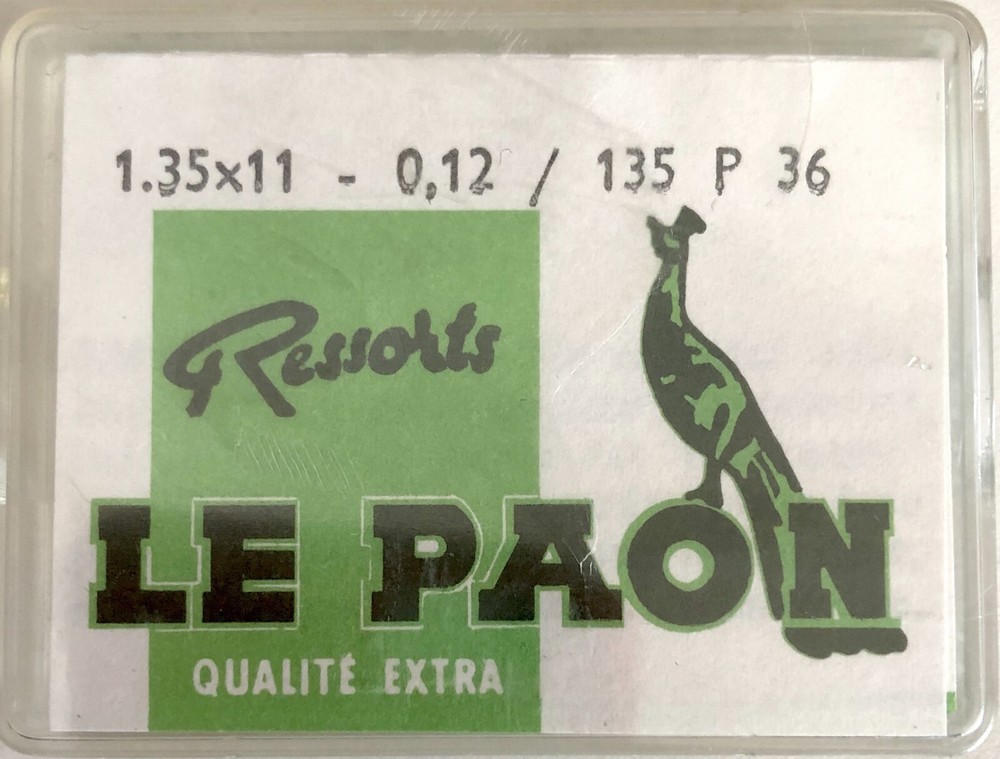 1.35x11 - 0,12 / 135 P 36
Ressorts
LE PAON
QUALITÉ EXTRA